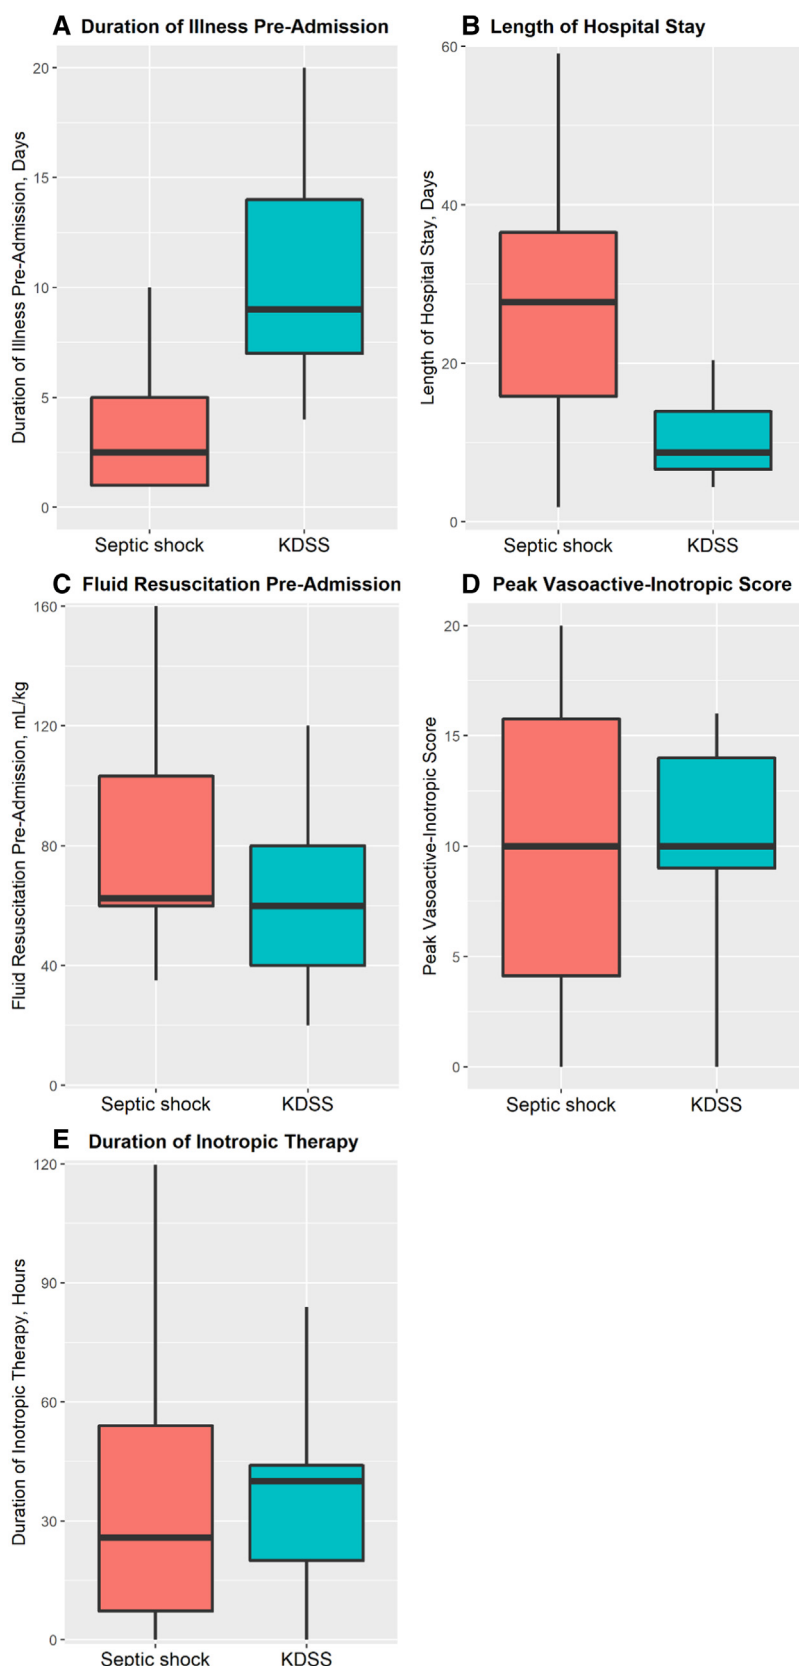 A Duration of Illness Pre-Admission
Duration of Illness Pre-Admission, Days
20
15
10
5
0
Septic shock KDSS
B Length of Hospital Stay
Length of Hospital Stay, Days
60
40
20
0
Septic shock KDSS
C Fluid Resuscitation Pre-Admission
Fluid Resuscitation Pre-Admission, mL/kg
160
120
80
40
0
Septic shock KDSS
D Peak Vasoactive-Inotropic Score
Peak Vasoactive-Inotropic Score
20
15
10
5
0
Septic shock KDSS
E Duration of Inotropic Therapy
Duration of Inotropic Therapy, Hours
120
90
60
30
0
Septic shock KDSS